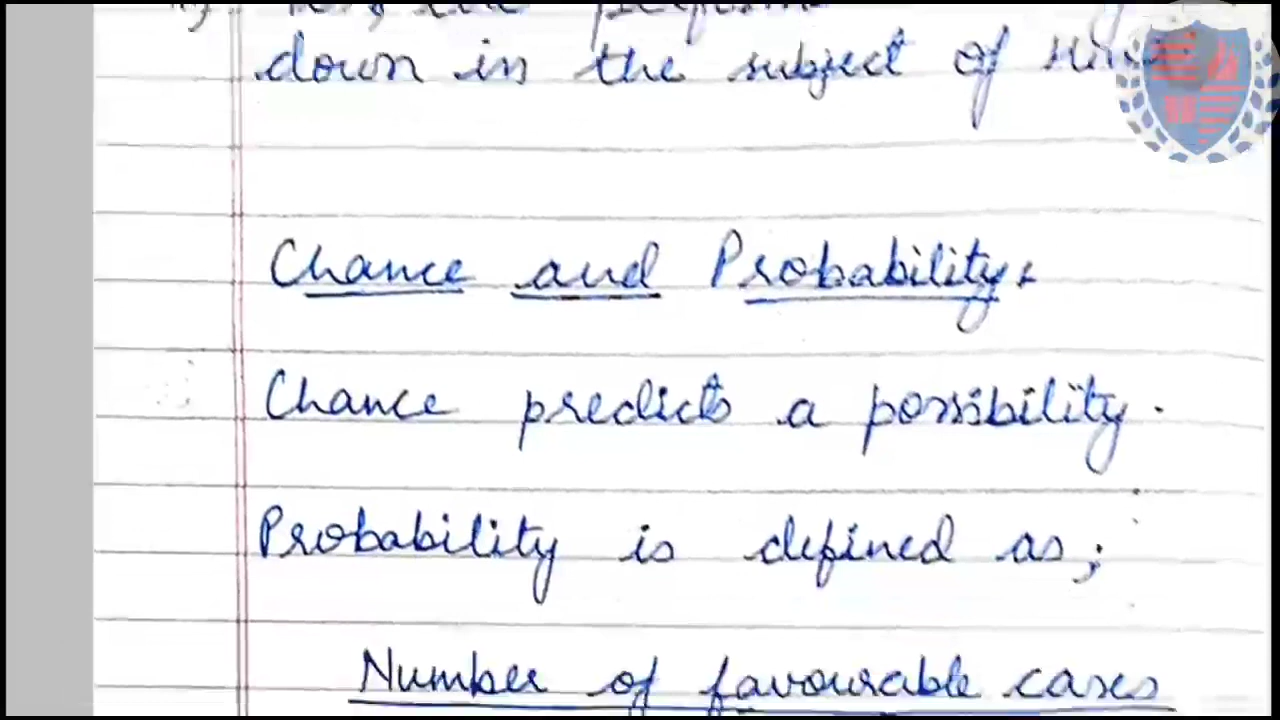 down in the subject of
Chance and Probability:
Chance predicts a possibility.
Probability is defined as;
Number of favourable cases